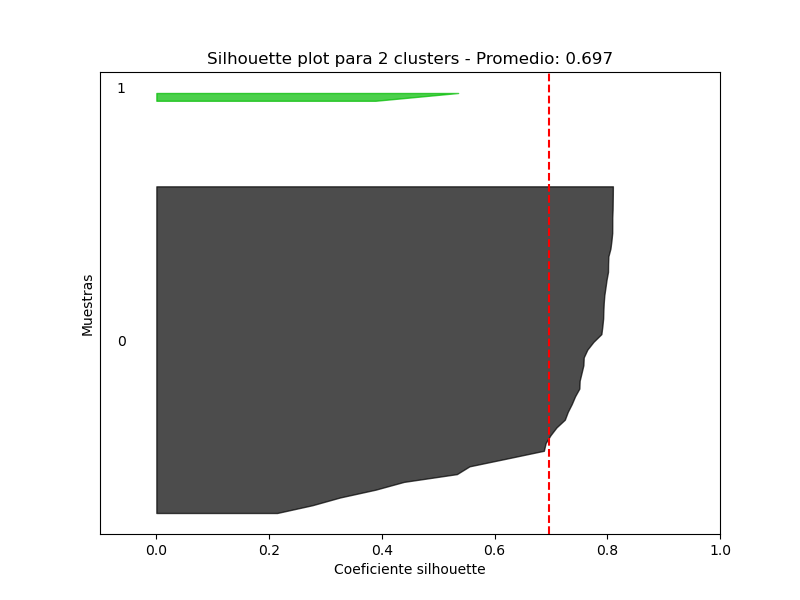 Silhouette plot para 2 clusters - Promedio: 0.697
1
0
Muestras
0.0 0.2 0.4 0.6 0.8 1.0
Coeficiente silhouette